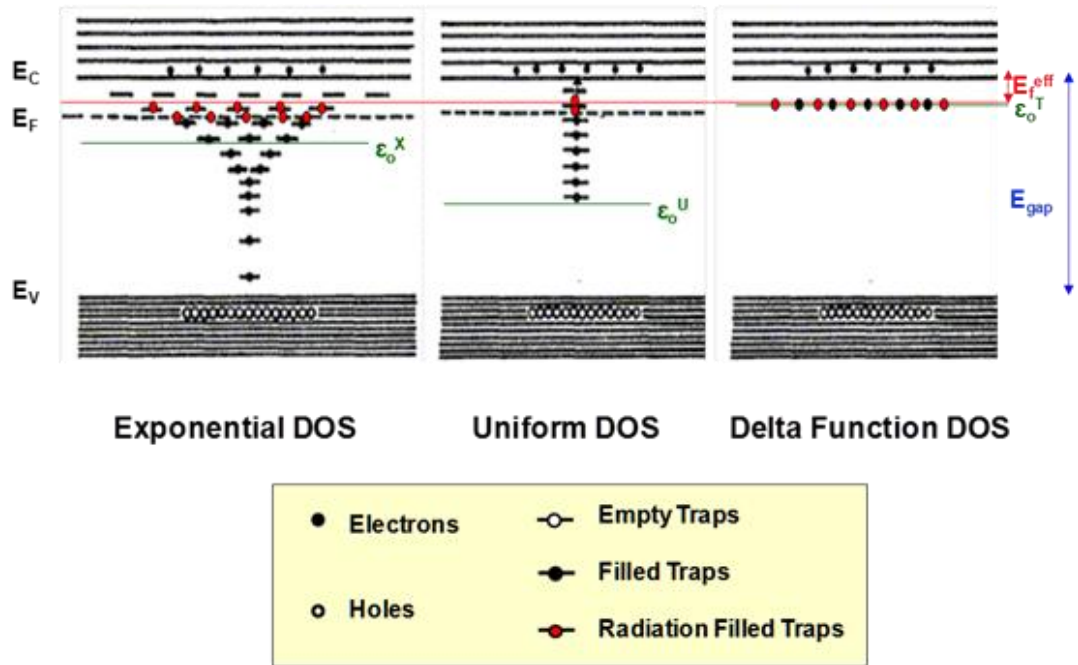 E_C
E_F
E_V
ε_o^X
ε_o^U
E_f^eff
ε_o^T
E_gap
Exponential DOS
Uniform DOS
Delta Function DOS
Electrons
Empty Traps
Filled Traps
Holes
Radiation Filled Traps